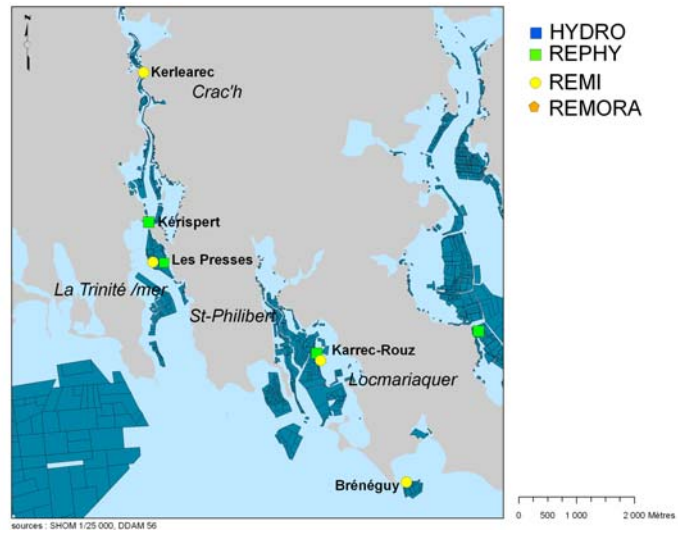 N
HYDRO
REPHY
REMI
REMORA
Kerlearec
Crac'h
Kérispert
Les Presses
La Trinité /mer
St-Philibert
Karrec-Rouz
Locmariaquer
Brénéguy
0 500 1 000 2 000 Mètres
sources : SHOM 1/25 000, DDAM 56